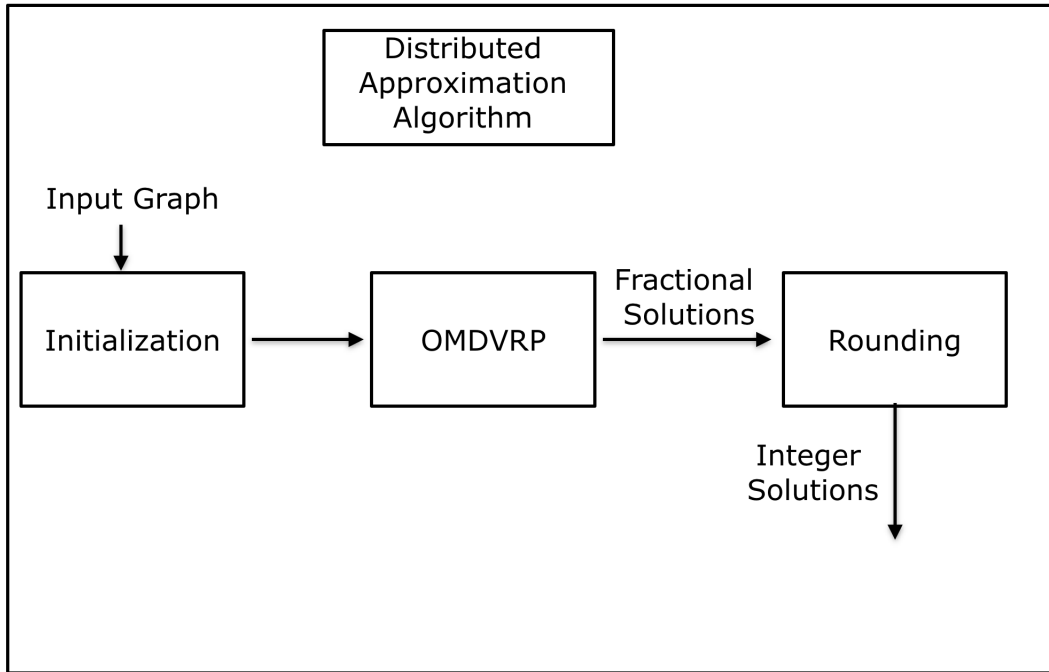 Distributed
Approximation
Algorithm
Input Graph
Initialization
OMDVRP
Fractional
Solutions
Rounding
Integer
Solutions